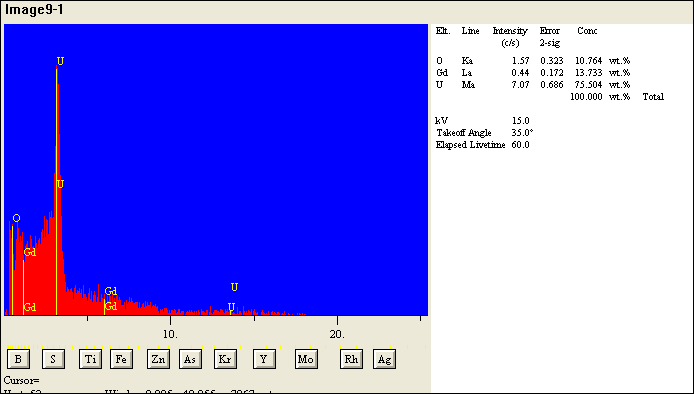 Image9-1
Elt. Line Intensity Error Conc
(c/s) 2-sig
O Ka 1.57 0.323 10.764 wt.%
Gd La 0.44 0.172 13.733 wt.%
U Ma 7.07 0.686 75.504 wt.%
100.000 wt.% Total
kV 15.0
Takeoff Angle 35.0°
Elapsed Livetime 60.0
U
U
O
Gd
Gd
Gd
Gd
U
U
10. 20.
B S Ti Fe Zn As Kr Y Mo Rh Ag
Cursor=